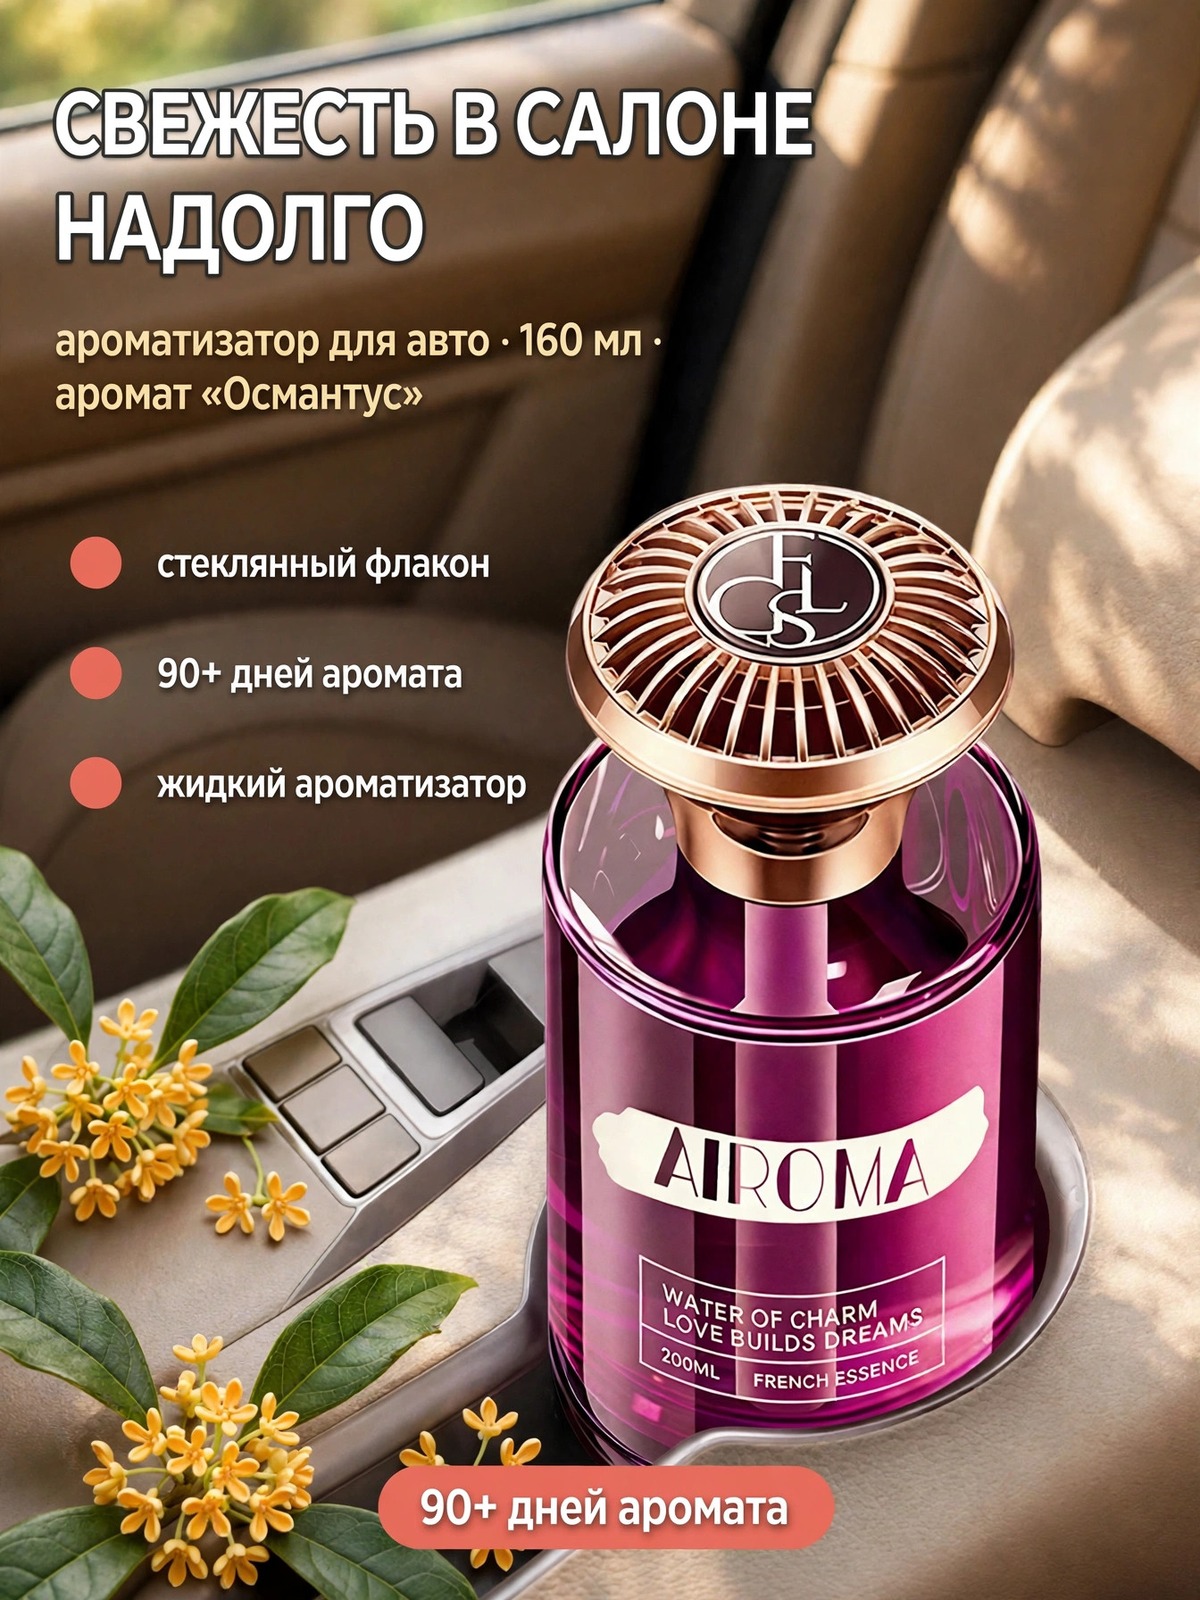 СВЕЖЕСТЬ В САЛОНЕ
НАДОЛГО
ароматизатор для авто · 160 мл ·
аромат «Османтус»
стеклянный флакон
90+ дней аромата
жидкий ароматизатор
AIROMA
WATER OF CHARM
LOVE BUILDS DREAMS
200ML FRENCH ESSENCE
90+ дней аромата